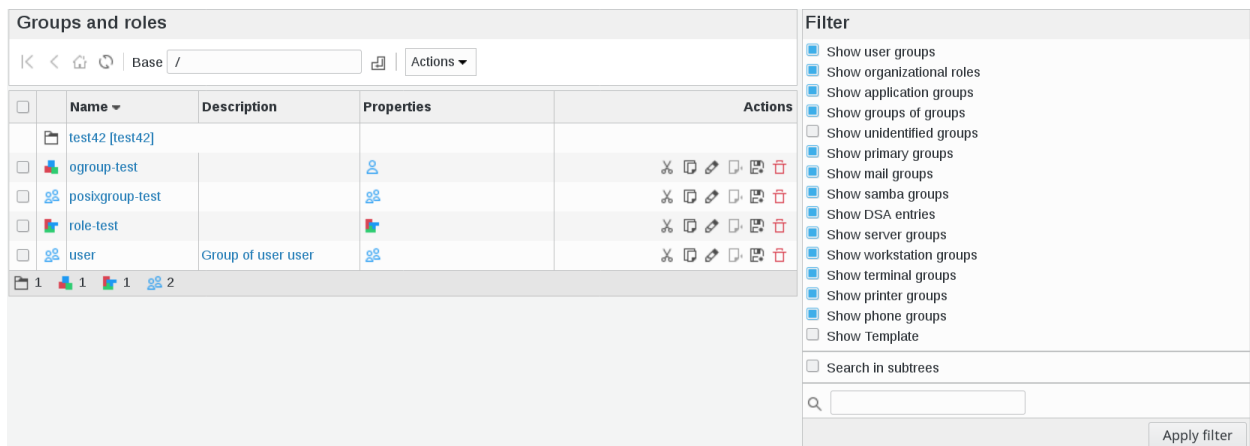 Groups and roles
Base / Actions
Name Description Properties Actions
test42 [test42]
ogroup-test
posixgroup-test
role-test
user Group of user user
1 1 1 2
Filter
Show user groups
Show organizational roles
Show application groups
Show groups of groups
Show unidentified groups
Show primary groups
Show mail groups
Show samba groups
Show DSA entries
Show server groups
Show workstation groups
Show terminal groups
Show printer groups
Show phone groups
Show Template
Search in subtrees
Apply filter